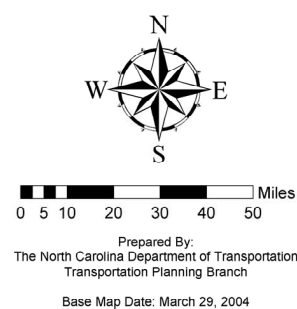 N
W E
S
Miles
0 5 10 20 30 40 50
Prepared By:
The North Carolina Department of Transportation
Transportation Planning Branch
Base Map Date: March 29, 2004